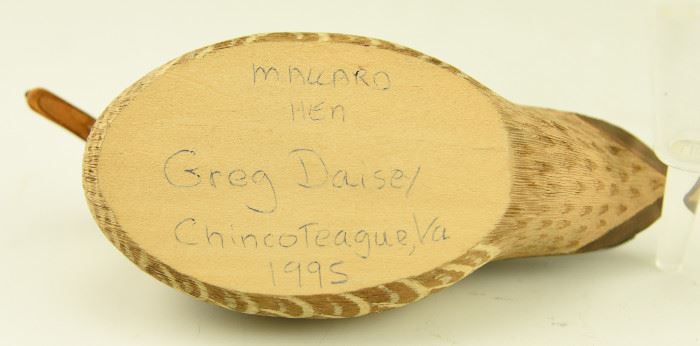 MALLARD
HEN
Greg Daisey
Chincoteague, Va
1995